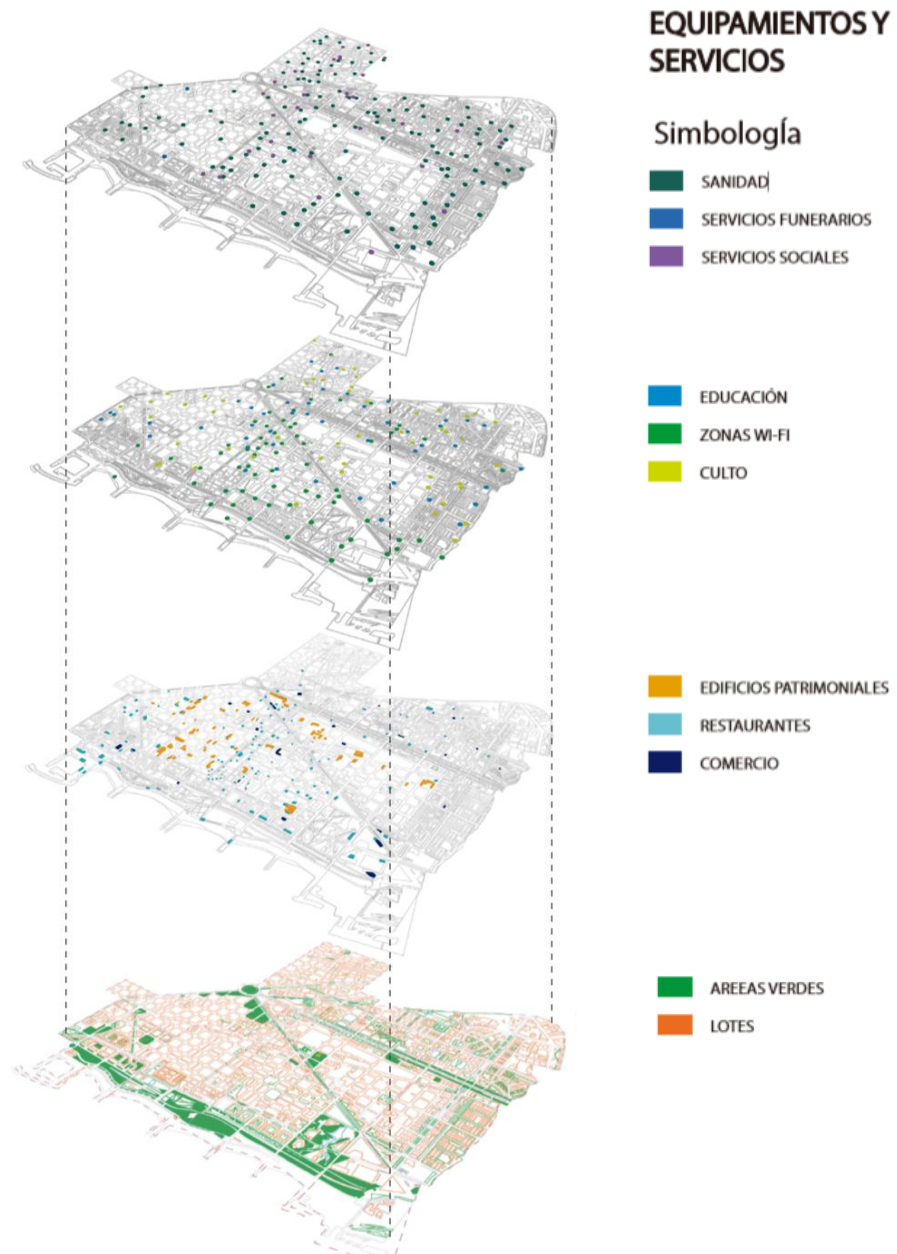 EQUIPAMIENTOS Y
SERVICIOS
Simbología
SANIDAD
SERVICIOS FUNERARIOS
SERVICIOS SOCIALES
EDUCACIÓN
ZONAS WI-FI
CULTO
EDIFICIOS PATRIMONIALES
RESTAURANTES
COMERCIO
AREEAS VERDES
LOTES